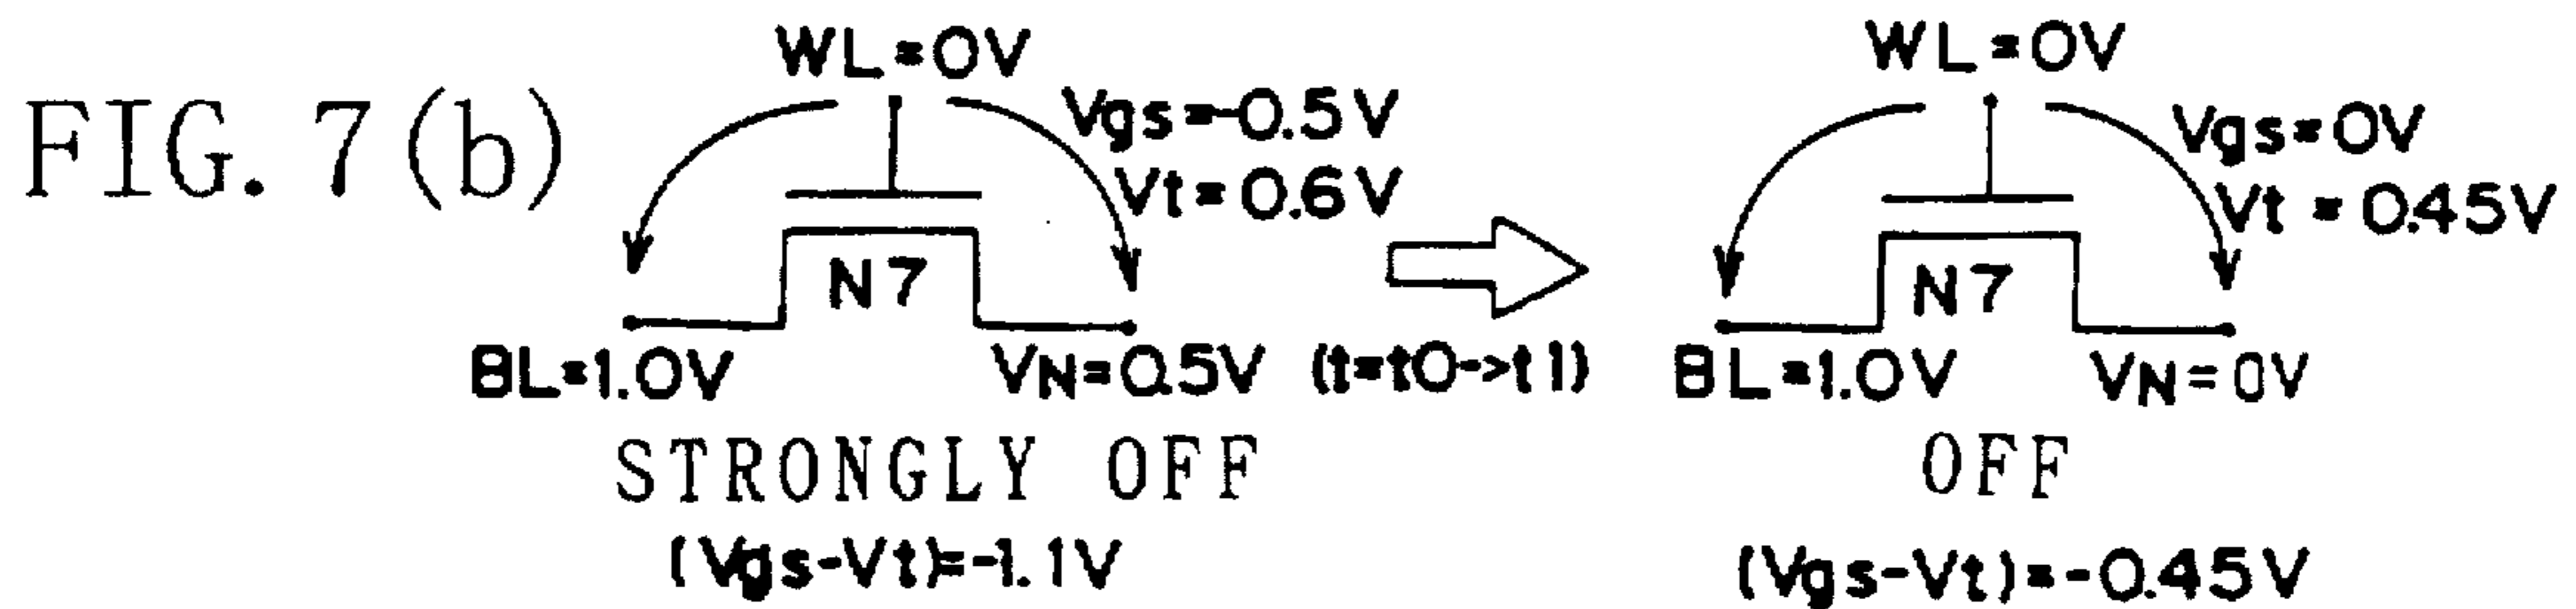 FIG. 7(b)
WL=0V
Vgs=-0.5V
Vt=0.6V
N7
BL=1.0V
VN=0.5V
STRONGLY OFF
(Vgs-Vt)=-1.1V
(t=t0->t1)
WL=0V
Vgs=0V
Vt=0.45V
N7
BL=1.0V
VN=0V
OFF
(Vgs-Vt)=-0.45V